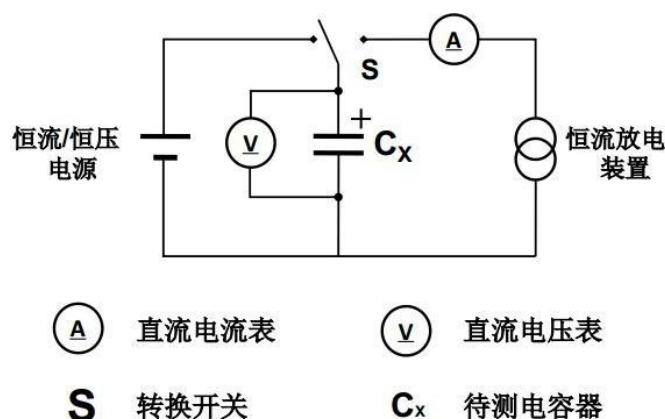 A
S
恒流/恒压
电源
V
+
Cx
恒流放电
装置
A 直流电流表
V 直流电压表
S 转换开关
Cx 待测电容器